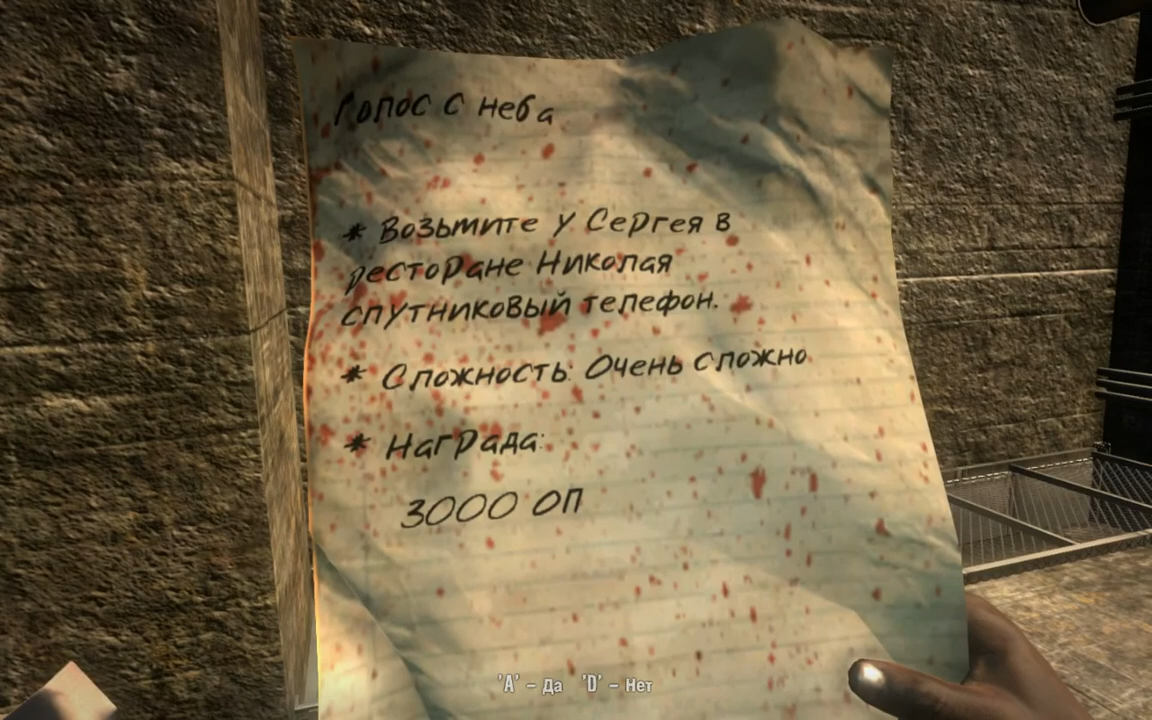 Голос с неба
* Возьмите у Сергея в
ресторане Николая
спутниковый телефон.
* Сложность: Очень сложно
* Награда:
3000 ОП
'A' – Да 'D' – Нет